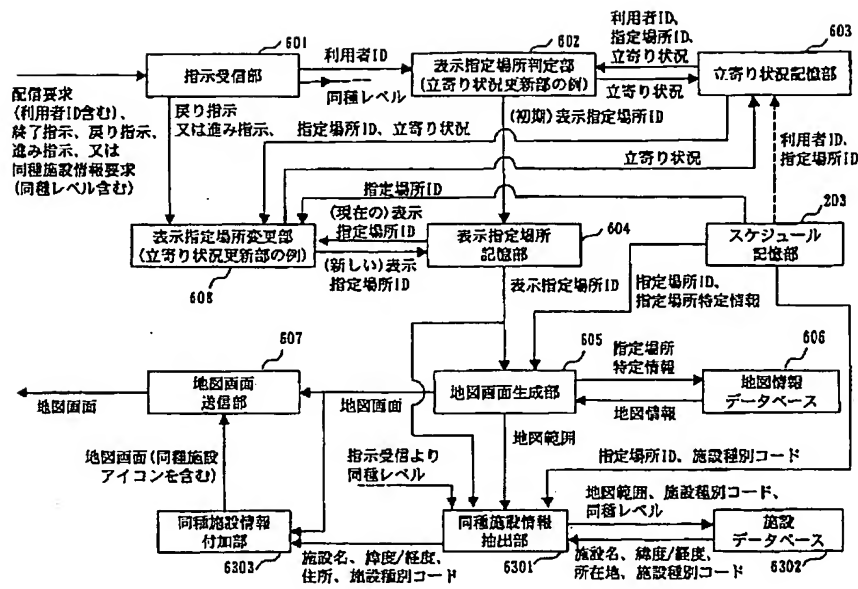 601
指示受信部
利用者ID
同種レベル
602
表示指定場所判定部
(立寄り状況更新部の例)
利用者ID、
指定場所ID、
立寄り状況
立寄り状況
603
立寄り状況記憶部
配信要求
(利用者ID含む)、
終了指示、戻り指示、
進み指示、又は
同種施設情報要求
(同種レベル含む)
戻り指示
又は進み指示、
指定場所ID、立寄り状況
(初期)表示指定場所ID
立寄り状況
利用者ID、
指定場所ID
指定場所ID
表示指定場所変更部
(立寄り状況更新部の例)
608
(現在の)表示
指定場所ID
(新しい)表示
指定場所ID
表示指定場所
記憶部
604
203
スケジュール
記憶部
表示指定場所ID
指定場所ID、
指定場所特定情報
607
地図画面
送信部
地図画面
地図画面
605
地図画面生成部
指定場所
特定情報
地図情報
606
地図情報
データベース
地図範囲
地図画面(同種施設
アイコンを含む)
指示受信より
同種レベル
指定場所ID、施設種別コード
地図範囲、施設種別コード、
同種レベル
同種施設情報
付加部
6303
施設名、緯度/経度、
住所、施設種別コード
同種施設情報
抽出部
6301
施設名、緯度/経度、
所在地、施設種別コード
施設
データベース
6302